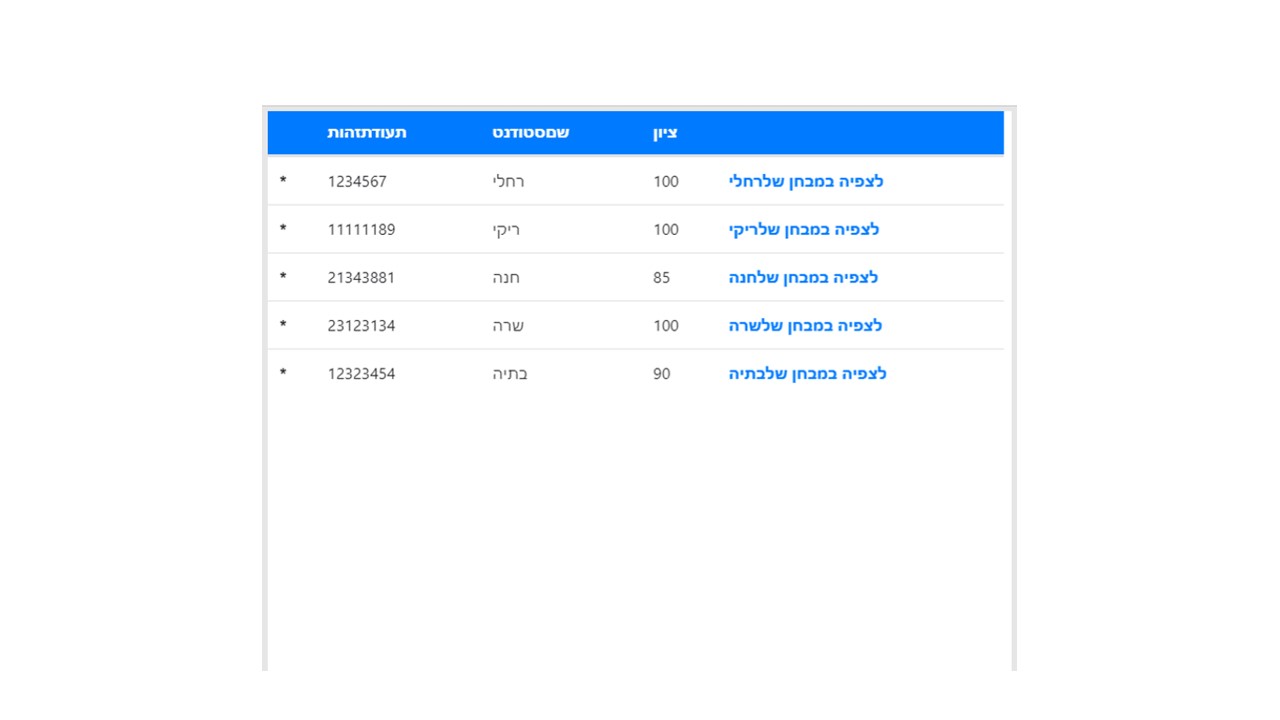 תעודתזהות שםסטודנט ציון
* 1234567 רחלי 100 לצפיה במבחן שלרחלי
* 11111189 ריקי 100 לצפיה במבחן שלריקי
* 21343881 חנה 85 לצפיה במבחן שלחנה
* 23123134 שרה 100 לצפיה במבחן שלשרה
* 12323454 בתיה 90 לצפיה במבחן שלבתיה